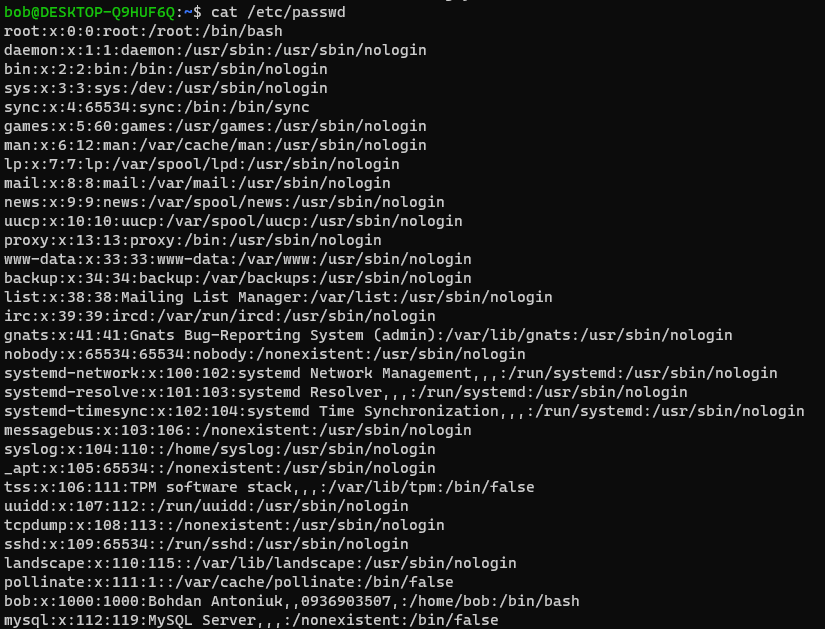 bob@DESKTOP-Q9HUF6Q:~$ cat /etc/passwd
root:x:0:0:root:/root:/bin/bash
daemon:x:1:1:daemon:/usr/sbin:/usr/sbin/nologin
bin:x:2:2:bin:/bin:/usr/sbin/nologin
sys:x:3:3:sys:/dev:/usr/sbin/nologin
sync:x:4:65534:sync:/bin:/bin/sync
games:x:5:60:games:/usr/games:/usr/sbin/nologin
man:x:6:12:man:/var/cache/man:/usr/sbin/nologin
lp:x:7:7:lp:/var/spool/lpd:/usr/sbin/nologin
mail:x:8:8:mail:/var/mail:/usr/sbin/nologin
news:x:9:9:news:/var/spool/news:/usr/sbin/nologin
uucp:x:10:10:uucp:/var/spool/uucp:/usr/sbin/nologin
proxy:x:13:13:proxy:/bin:/usr/sbin/nologin
www-data:x:33:33:www-data:/var/www:/usr/sbin/nologin
backup:x:34:34:backup:/var/backups:/usr/sbin/nologin
list:x:38:38:Mailing List Manager:/var/list:/usr/sbin/nologin
irc:x:39:39:ircd:/var/run/ircd:/usr/sbin/nologin
gnats:x:41:41:Gnats Bug-Reporting System (admin):/var/lib/gnats:/usr/sbin/nologin
nobody:x:65534:65534:nobody:/nonexistent:/usr/sbin/nologin
systemd-network:x:100:102:systemd Network Management,,,:/run/systemd:/usr/sbin/nologin
systemd-resolve:x:101:103:systemd Resolver,,,:/run/systemd:/usr/sbin/nologin
systemd-timesync:x:102:104:systemd Time Synchronization,,,:/run/systemd:/usr/sbin/nologin
messagebus:x:103:106::/nonexistent:/usr/sbin/nologin
syslog:x:104:110::/home/syslog:/usr/sbin/nologin
_apt:x:105:65534::/nonexistent:/usr/sbin/nologin
tss:x:106:111:TPM software stack,,,:/var/lib/tpm:/bin/false
uuidd:x:107:112::/run/uuidd:/usr/sbin/nologin
tcpdump:x:108:113::/nonexistent:/usr/sbin/nologin
sshd:x:109:65534::/run/sshd:/usr/sbin/nologin
landscape:x:110:115::/var/lib/landscape:/usr/sbin/nologin
pollinate:x:111:1::/var/cache/pollinate:/bin/false
bob:x:1000:1000:Bohdan Antoniuk,,0936903507,:/home/bob:/bin/bash
mysql:x:112:119:MySQL Server,,,:/nonexistent:/bin/false